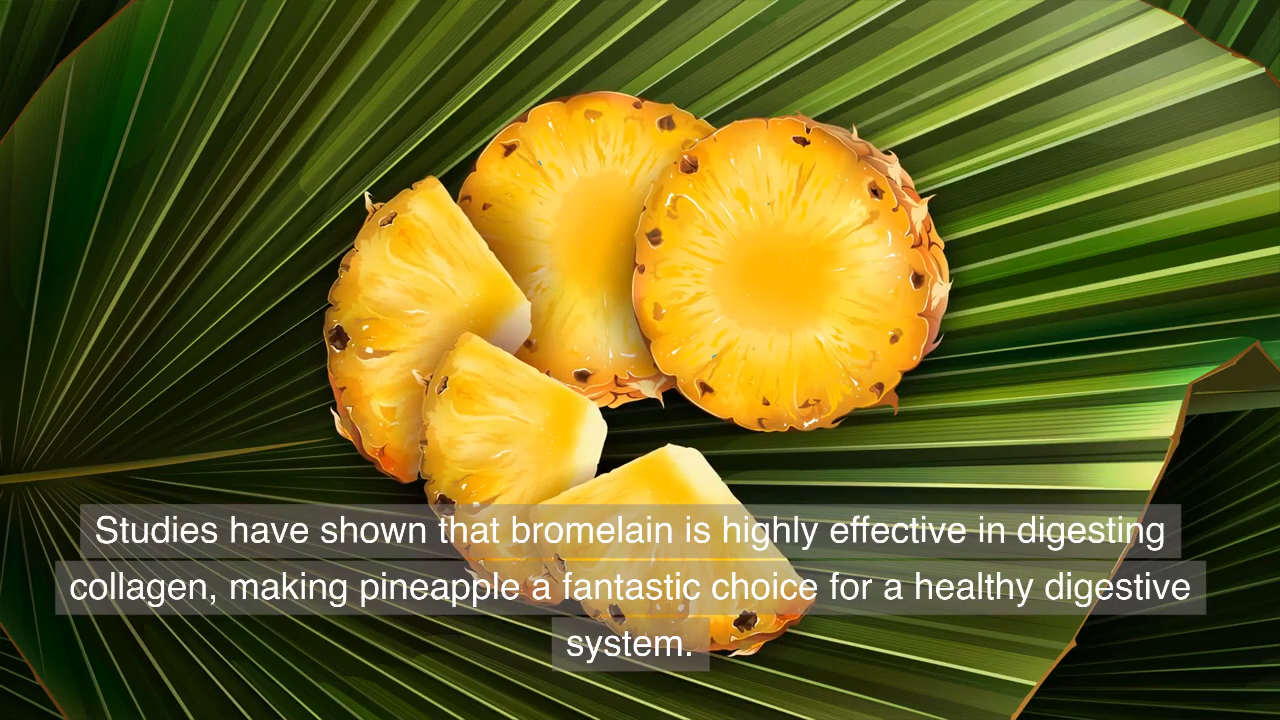 Studies have shown that bromelain is highly effective in digesting
collagen, making pineapple a fantastic choice for a healthy digestive
system.